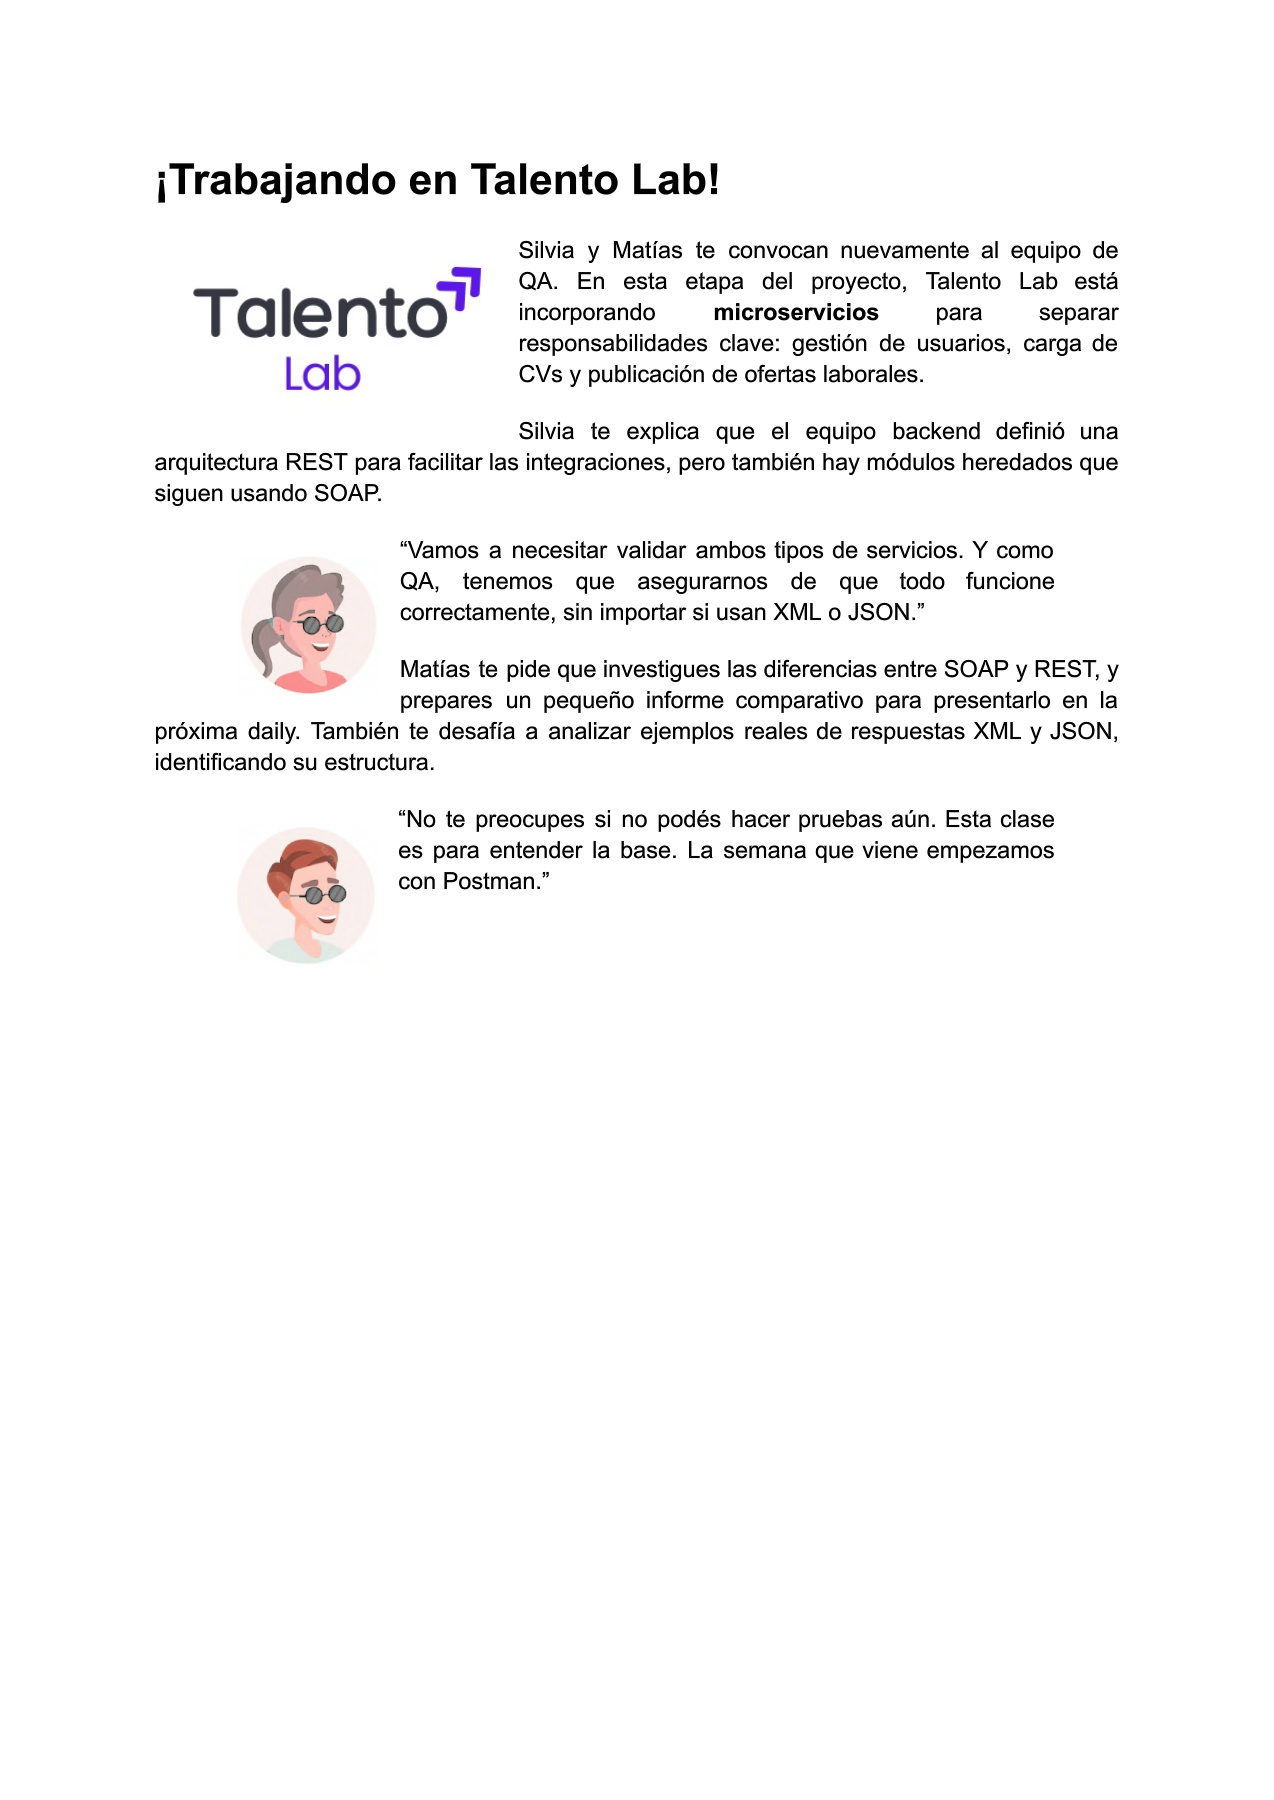 ¡Trabajando en Talento Lab!
Talento
Lab
Silvia y Matías te convocan nuevamente al equipo de
QA. En esta etapa del proyecto, Talento Lab está
incorporando microservicios para separar
responsabilidades clave: gestión de usuarios, carga de
CVs y publicación de ofertas laborales.
Silvia te explica que el equipo backend definió una
arquitectura REST para facilitar las integraciones, pero también hay módulos heredados que
siguen usando SOAP.
“Vamos a necesitar validar ambos tipos de servicios. Y como
QA, tenemos que asegurarnos de que todo funcione
correctamente, sin importar si usan XML o JSON.”
Matías te pide que investigues las diferencias entre SOAP y REST, y
prepares un pequeño informe comparativo para presentarlo en la
próxima daily. También te desafía a analizar ejemplos reales de respuestas XML y JSON,
identificando su estructura.
“No te preocupes si no podés hacer pruebas aún. Esta clase
es para entender la base. La semana que viene empezamos
con Postman.”